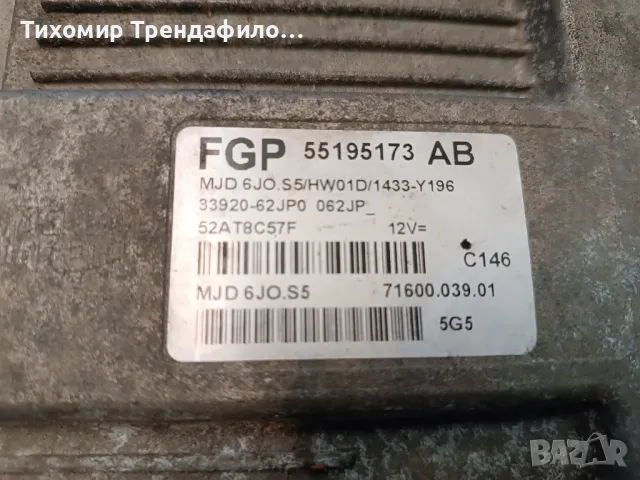 Тихомир Трендафило...
FGP 55195173 AB
MJD 6JO.S5/HW01D/1433-Y196
33920-62JP0 062JP_
52AT8C57F 12V=
C146
MJD 6JO.S5 71600.039.01
5G5
BAZAR